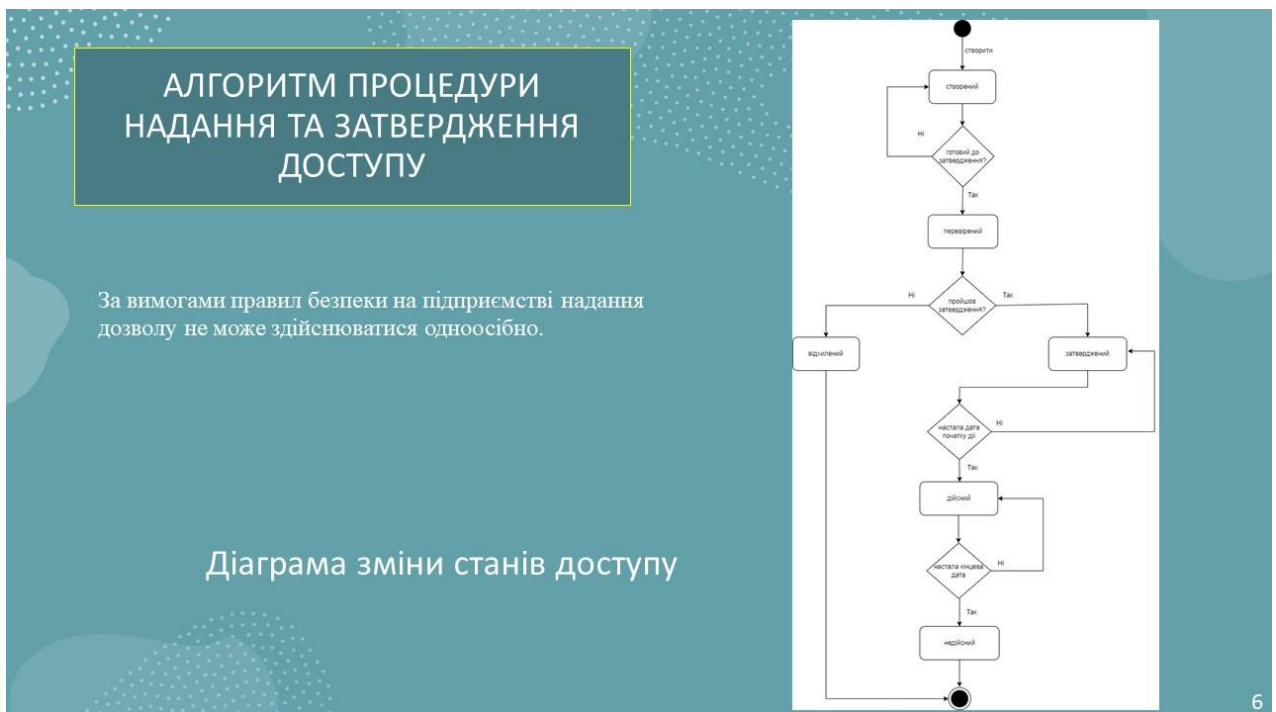 АЛГОРИТМ ПРОЦЕДУРИ
НАДАННЯ ТА ЗАТВЕРДЖЕННЯ
ДОСТУПУ
За вимогами правил безпеки на підприємстві надання
дозволу не може здійснюватися одноосібно.
Діаграма зміни станів доступу
створити
створений
Ні
готовий до
затвердження?
Так
перевірений
Ні
пройшов
затвердження?
Так
відхилений
затверджений
настала дата
початку дії
Ні
Так
дійсний
настала кінцева
дата
Ні
Так
недійсний
6